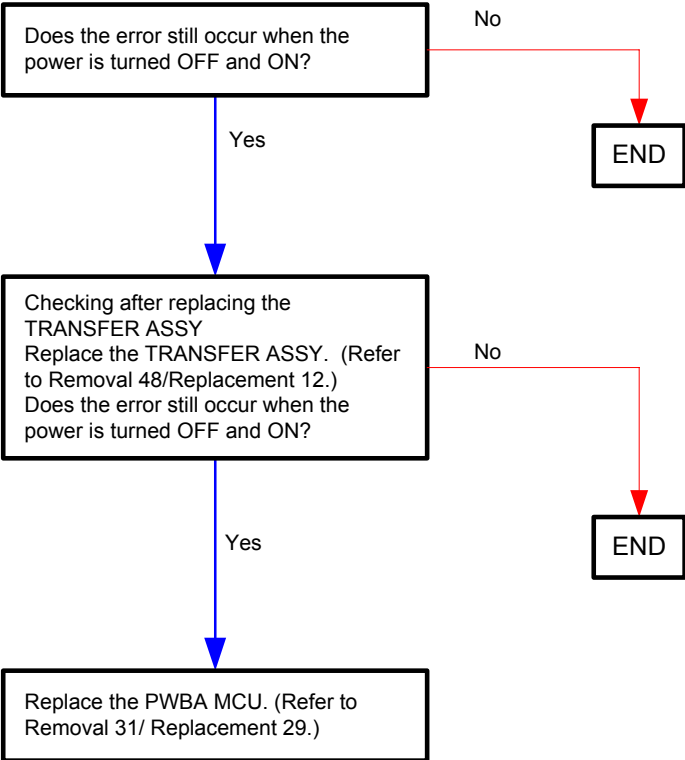 Does the error still occur when the
power is turned OFF and ON?
No
END
Yes
Checking after replacing the
TRANSFER ASSY
Replace the TRANSFER ASSY.  (Refer
to Removal 48/Replacement 12.)
Does the error still occur when the
power is turned OFF and ON?
No
END
Yes
Replace the PWBA MCU. (Refer to
Removal 31/ Replacement 29.)